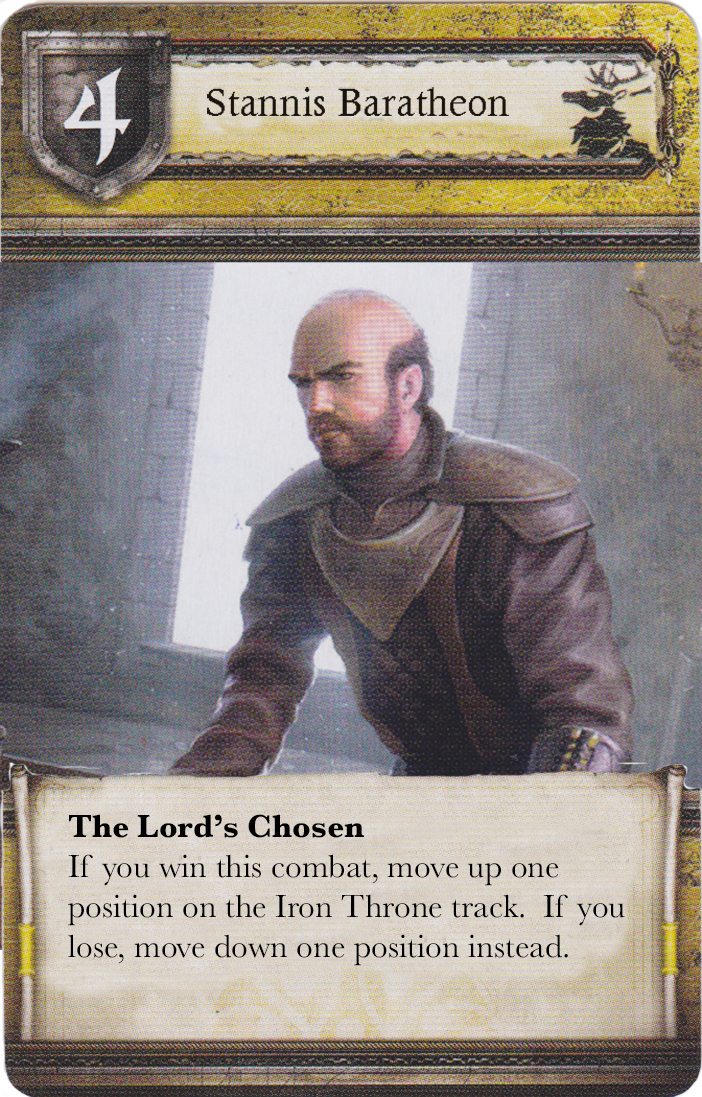 4
Stannis Baratheon
The Lord's Chosen
If you win this combat, move up one
position on the Iron Throne track. If you
lose, move down one position instead.